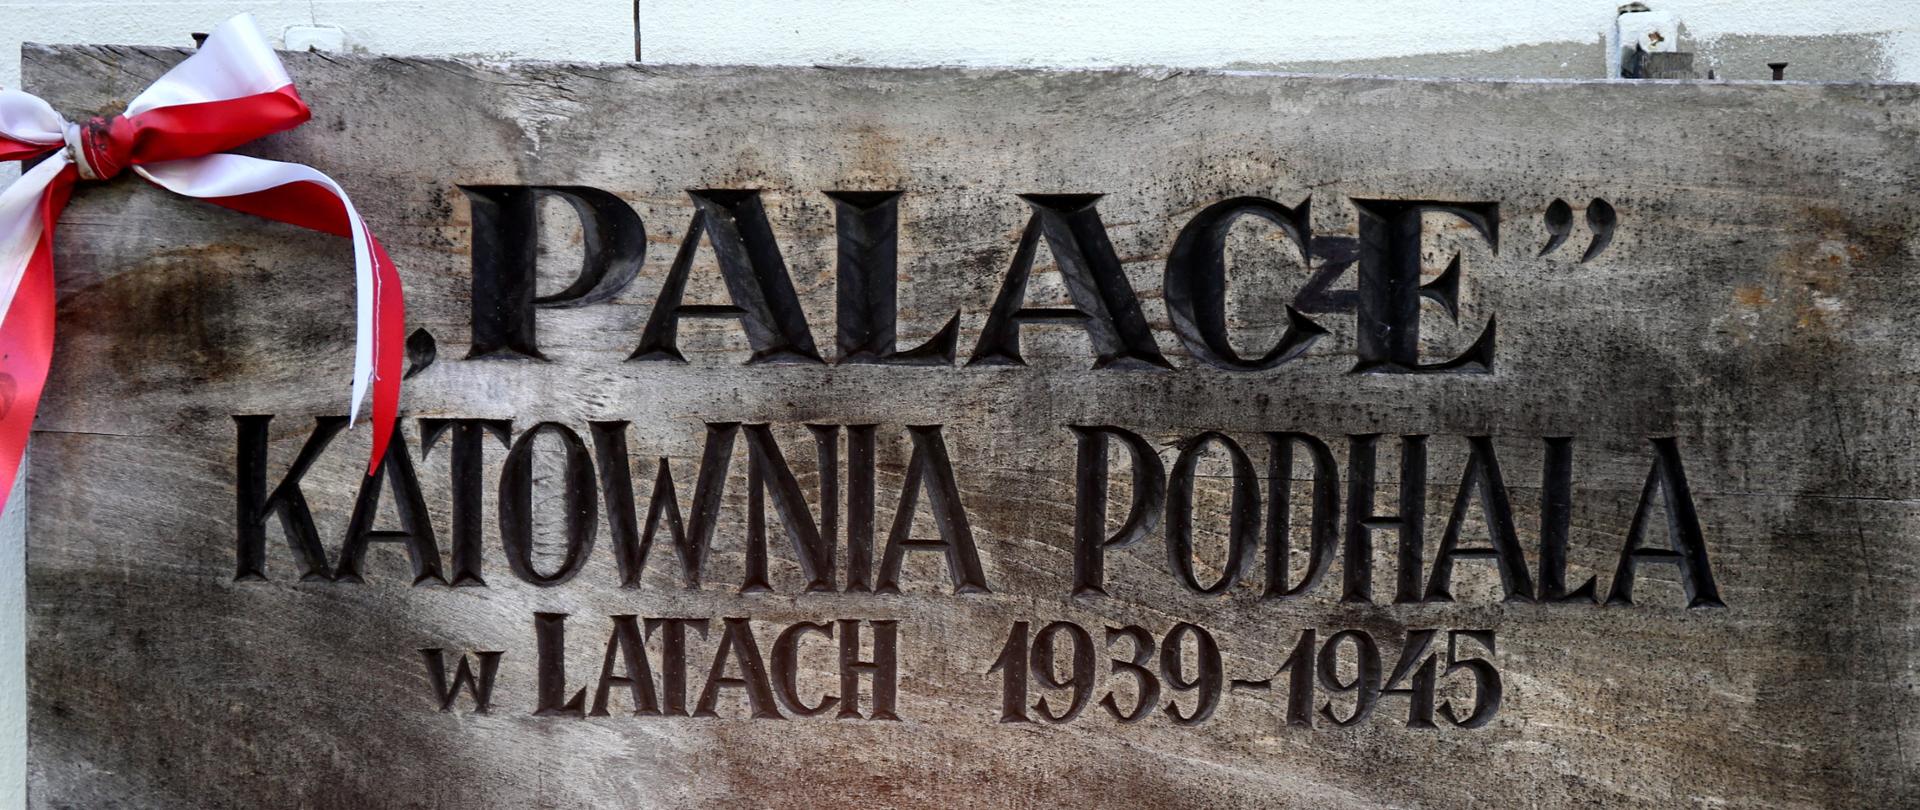 „PALACE”
KATOWNIA PODHALA
w LATACH 1939-1945